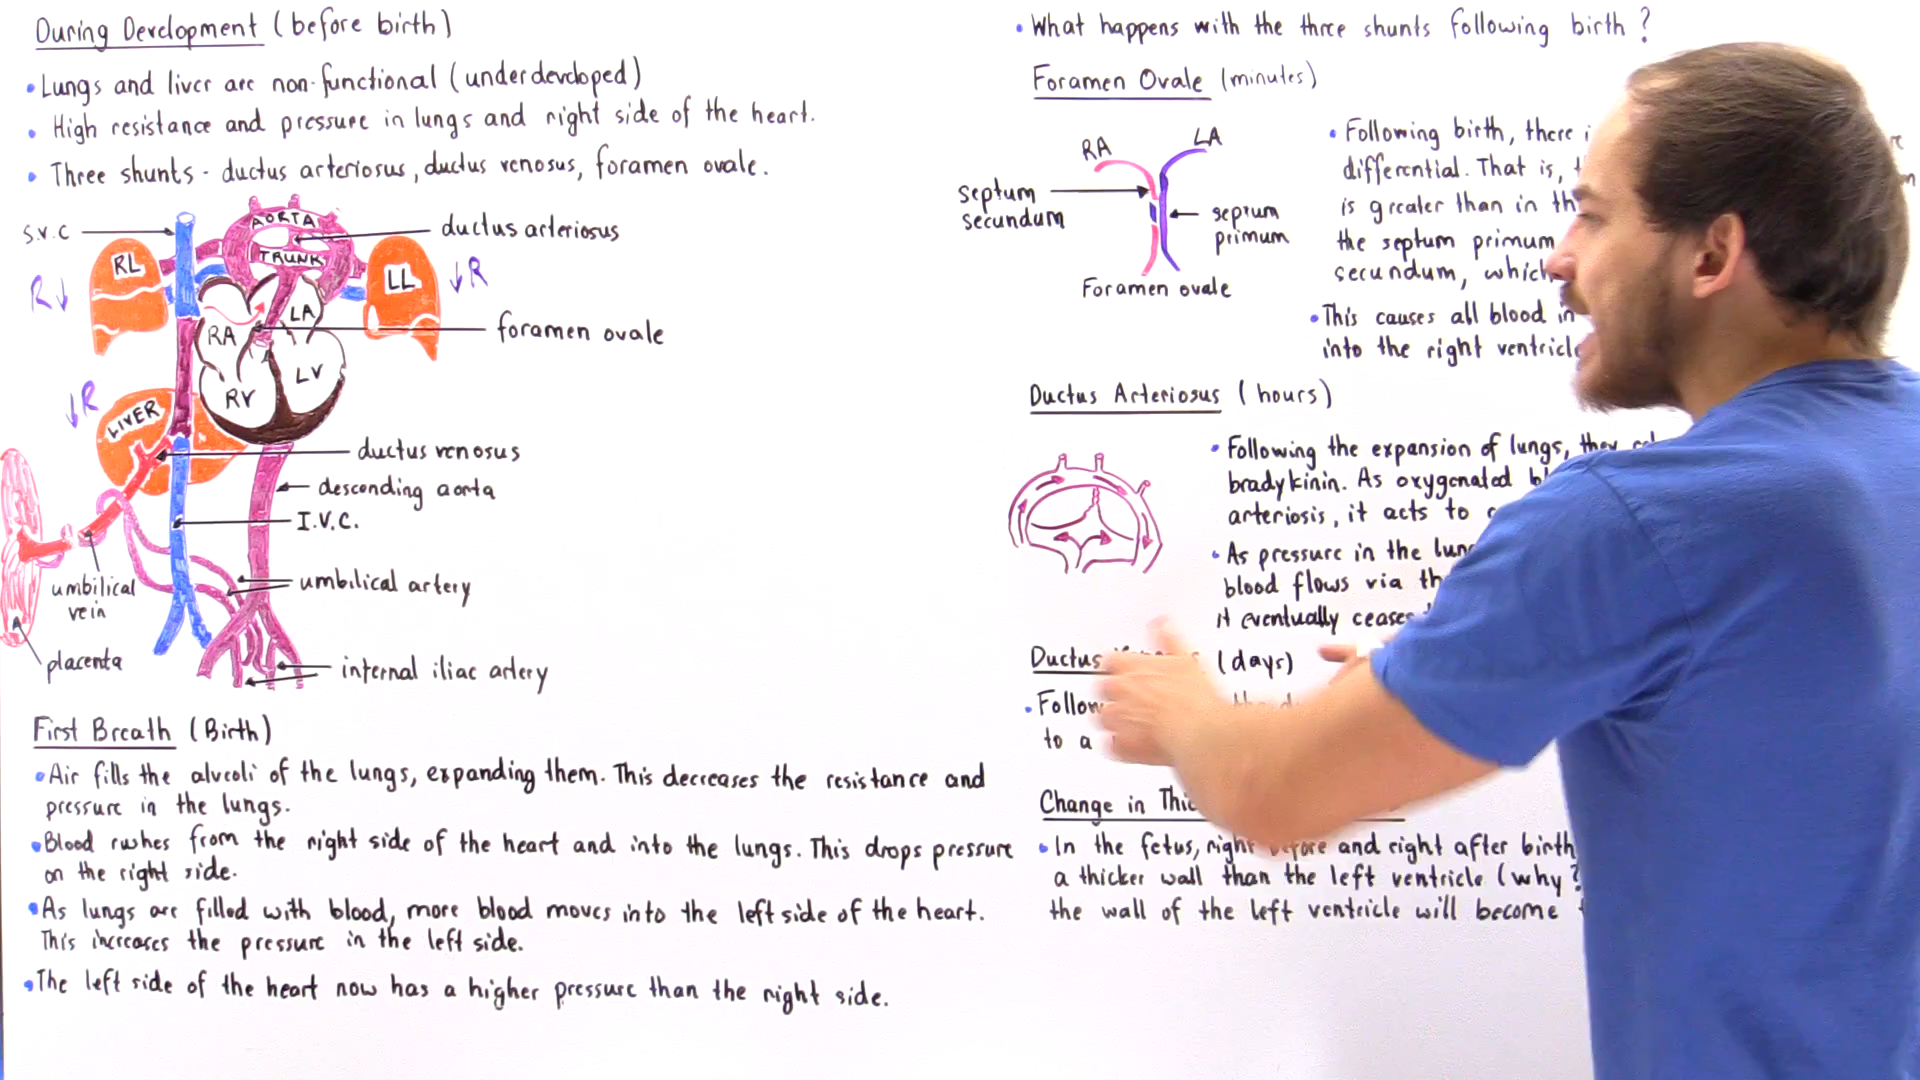 During Development (before birth)
• Lungs and liver are non-functional (underdeveloped)
• High resistance and pressure in lungs and right side of the heart.
• Three shunts - ductus arteriosus, ductus venosus, foramen ovale.
S.V.C
AORTA
ductus arteriosus
TRUNK
RL
LL
R↓
↓R
LA
RA
foramen ovale
LV
RV
↓R
LIVER
ductus venosus
descending aorta
I.V.C.
umbilical vein
umbilical artery
placenta
internal iliac artery
First Breath (Birth)
• Air fills the alveoli of the lungs, expanding them. This decreases the resistance and
pressure in the lungs.
• Blood rushes from the right side of the heart and into the lungs. This drops pressure
on the right side.
• As lungs are filled with blood, more blood moves into the left side of the heart.
This increases the pressure in the left side.
• The left side of the heart now has a higher pressure than the right side.
• What happens with the three shunts following birth?
Foramen Ovale (minutes)
RA
LA
septum
secundum
septum
primum
Foramen ovale
• Following birth, there
differential. That is,
is greater than in
the septum primum
secundum, which
• This causes all blood in
into the right ventricle
Ductus Arteriosus (hours)
• Following the expansion of lungs, they
bradykinin. As oxygenated
arteriosis, it acts to
• As pressure in the lung
blood flows via
it eventually ceases
Ductus (days)
•
to a
Change in
• In the fetus, right before and right after birth
a thicker wall than the left ventricle (why?
the wall of the left ventricle will become